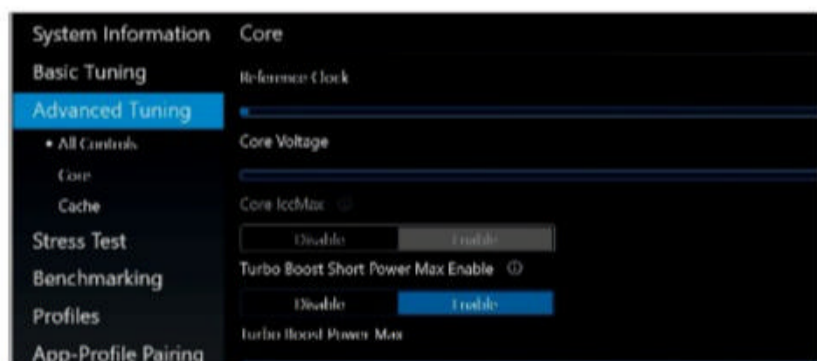 System Information
Basic Tuning
Advanced Tuning
• All Controls
Core
Cache
Stress Test
Benchmarking
Profiles
App-Profile Pairing
Core
Reference Clock
Core Voltage
Core IccMax
Disable Enable
Turbo Boost Short Power Max Enable
Disable Enable
Turbo Boost Power Max